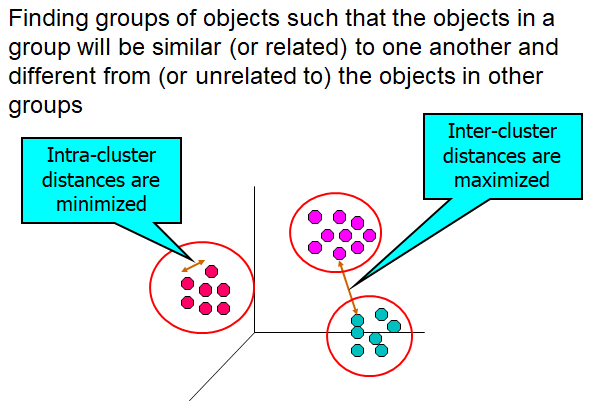 Finding groups of objects such that the objects in a
group will be similar (or related) to one another and
different from (or unrelated to) the objects in other
groups
Inter-cluster
distances are
maximized
Intra-cluster
distances are
minimized